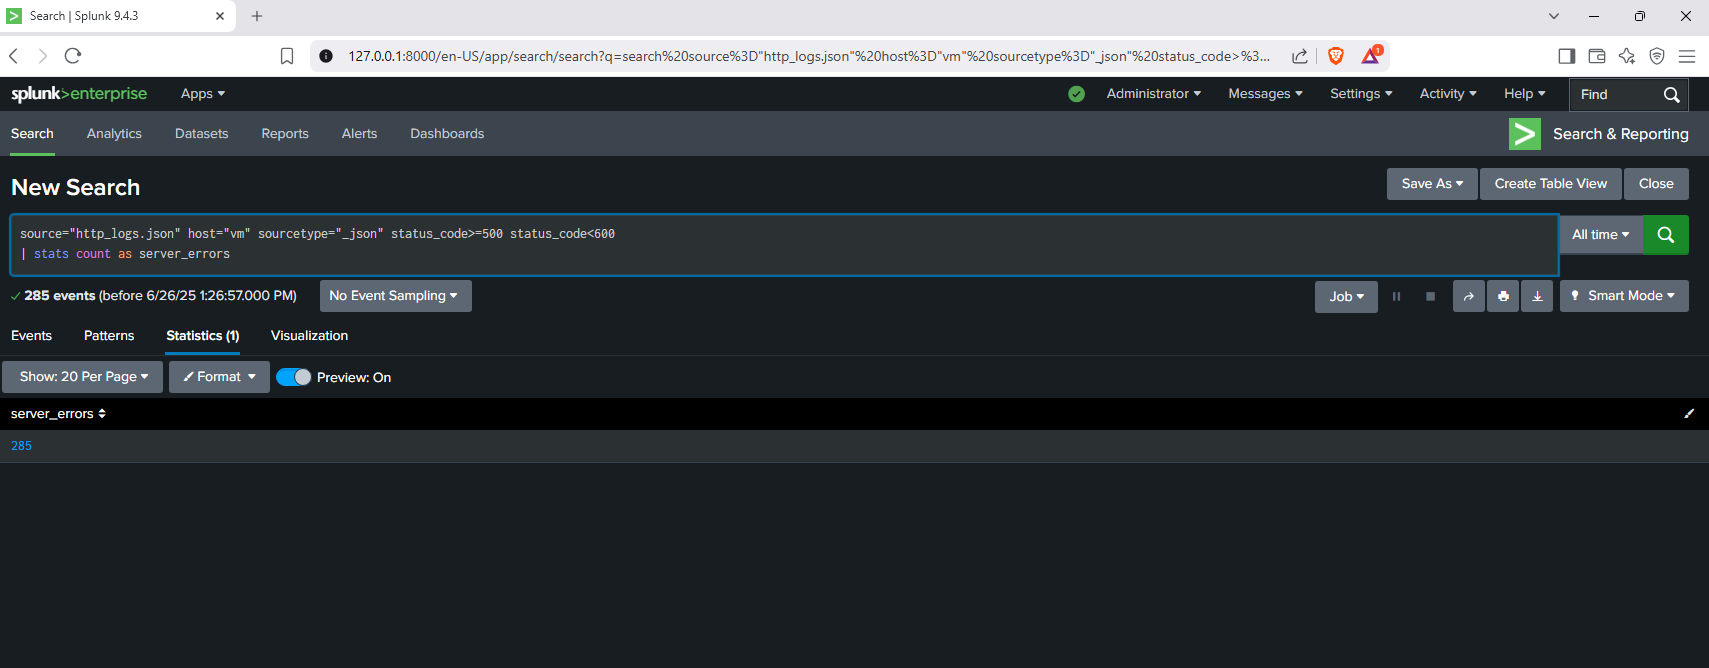 Search | Splunk 9.4.3
127.0.0.1:8000/en-US/app/search/search?q=search%20source%3D"http_logs.json"%20host%3D"vm"%20sourcetype%3D"_json"%20status_code>%3...
1
splunk>enterprise Apps Administrator Messages Settings Activity Help Find
Search Analytics Datasets Reports Alerts Dashboards Search & Reporting
New Search Save As Create Table View Close
source="http_logs.json" host="vm" sourcetype="_json" status_code>=500 status_code<600 All time
| stats count as server_errors
285 events (before 6/26/25 1:26:57.000 PM) No Event Sampling Job Smart Mode
Events Patterns Statistics (1) Visualization
Show: 20 Per Page Format Preview: On
server_errors
285